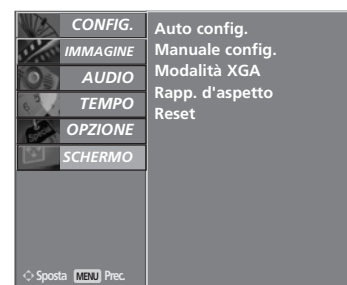 CONFIG.
IMMAGINE
AUDIO
TEMPO
OPZIONE
SCHERMO
Auto config.
Manuale config.
Modalità XGA
Rapp. d'aspetto
Reset
Sposta MENU Prec.